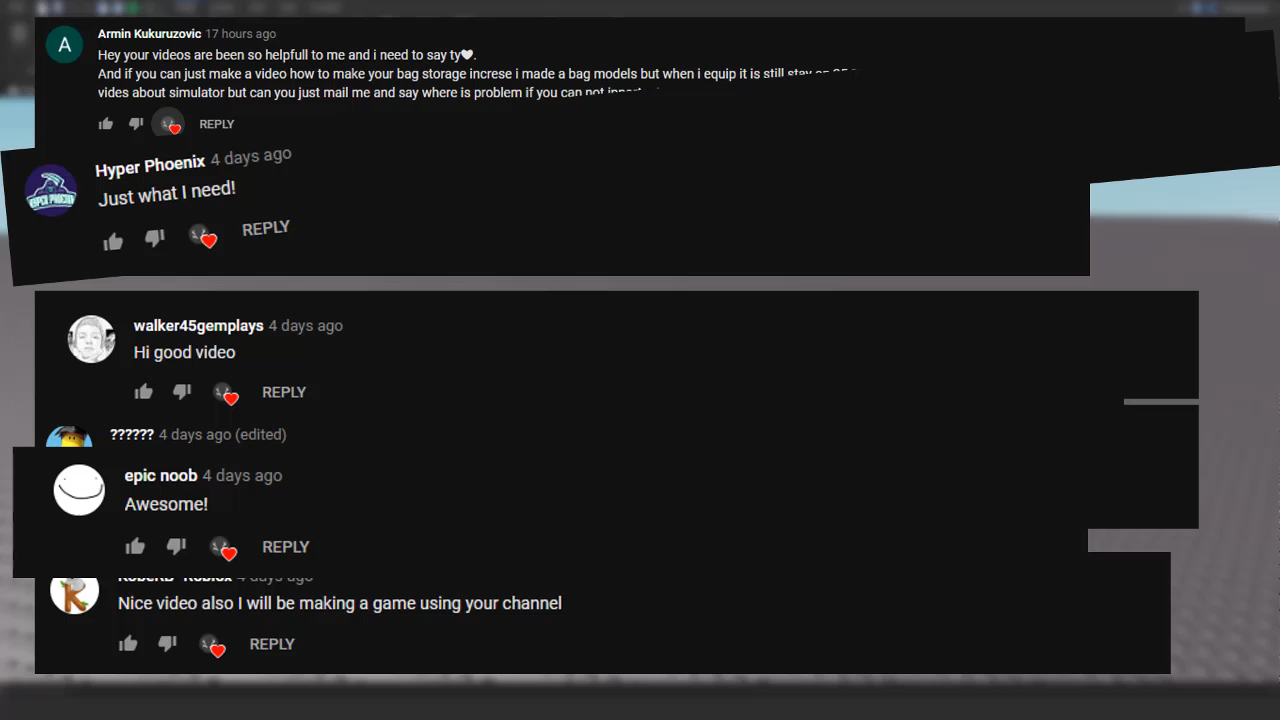 A
Armin Kukuruzovic 17 hours ago
Hey your videos are been so helpfull to me and i need to say ty🤍.
And if you can just make a video how to make your bag storage increse i made a bag models but when i equip it is still stay on
vides about simulator but can you just mail me and say where is problem if you can not
REPLY
Hyper Phoenix 4 days ago
Just what I need!
REPLY
walker45gemplays 4 days ago
Hi good video
REPLY
?????? 4 days ago (edited)
epic noob 4 days ago
Awesome!
REPLY
4 days ago
Nice video also I will be making a game using your channel
REPLY